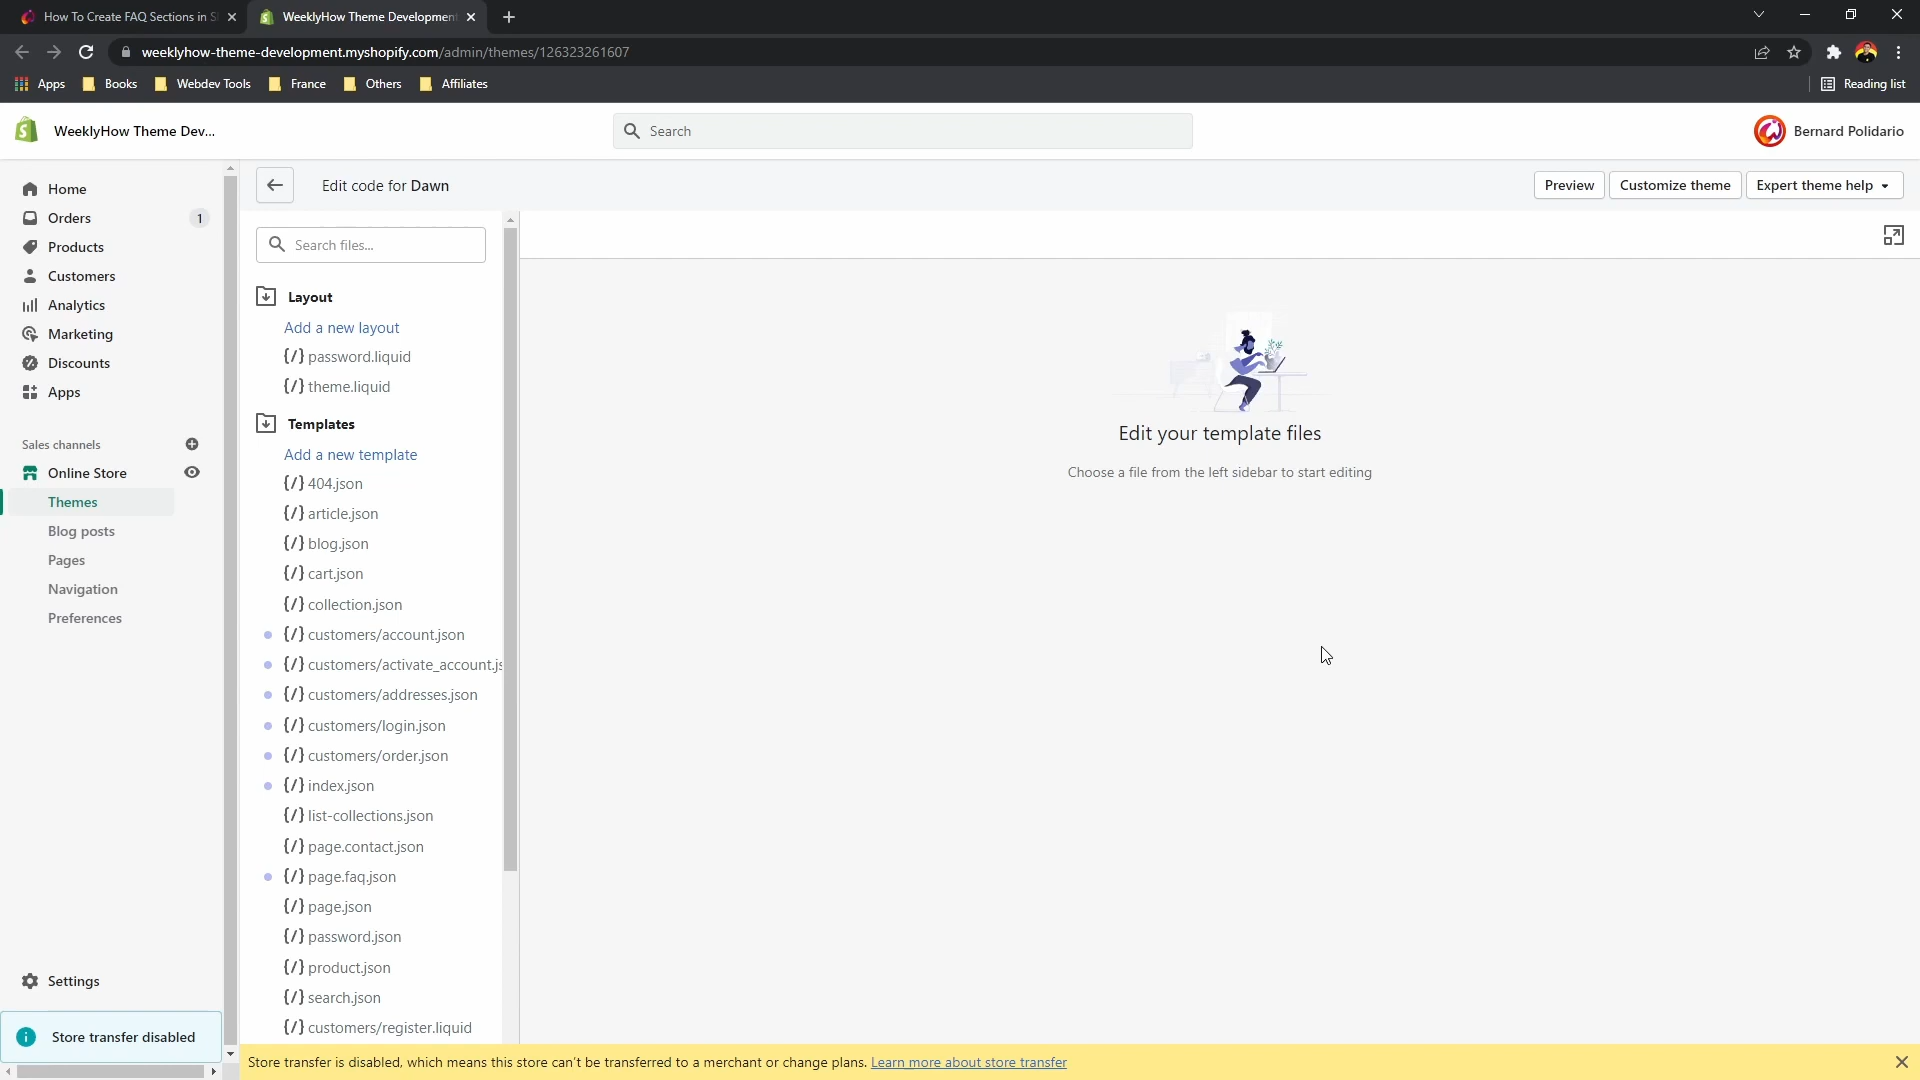 How To Create FAQ Sections in S
WeeklyHow Theme Development
weeklyhow-theme-development.myshopify.com/admin/themes/126323261607
Apps
Books
Webdev Tools
France
Others
Affiliates
Reading list
WeeklyHow Theme Dev...
Search
Bernard Polidario
Home
Orders
1
Products
Customers
Analytics
Marketing
Discounts
Apps
Sales channels
Online Store
Themes
Blog posts
Pages
Navigation
Preferences
Settings
Store transfer disabled
Edit code for Dawn
Preview
Customize theme
Expert theme help
Search files...
Layout
Add a new layout
{/} password.liquid
{/} theme.liquid
Templates
Add a new template
{/} 404.json
{/} article.json
{/} blog.json
{/} cart.json
{/} collection.json
{/} customers/account.json
{/} customers/activate_account.js
{/} customers/addresses.json
{/} customers/login.json
{/} customers/order.json
{/} index.json
{/} list-collections.json
{/} page.contact.json
{/} page.faq.json
{/} page.json
{/} password.json
{/} product.json
{/} search.json
{/} customers/register.liquid
Edit your template files
Choose a file from the left sidebar to start editing
Store transfer is disabled, which means this store can't be transferred to a merchant or change plans. Learn more about store transfer